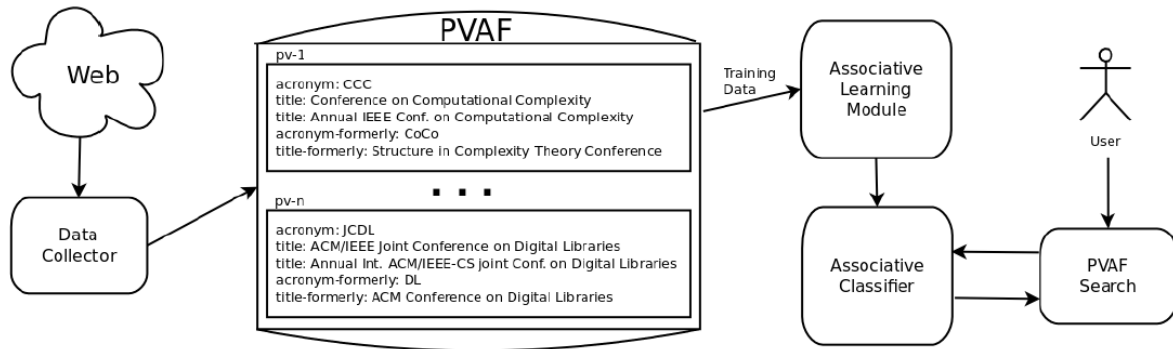 Web
Data
Collector
PVAF
pv-1
acronym: CCC
title: Conference on Computational Complexity
title: Annual IEEE Conf. on Computational Complexity
acronym-formerly: CoCo
title-formerly: Structure in Complexity Theory Conference
. . .
pv-n
acronym: JCDL
title: ACM/IEEE Joint Conference on Digital Libraries
title: Annual Int. ACM/IEEE-CS joint Conf. on Digital Libraries
acronym-formerly: DL
title-formerly: ACM Conference on Digital Libraries
Training
Data
Associative
Learning
Module
Associative
Classifier
User
PVAF
Search